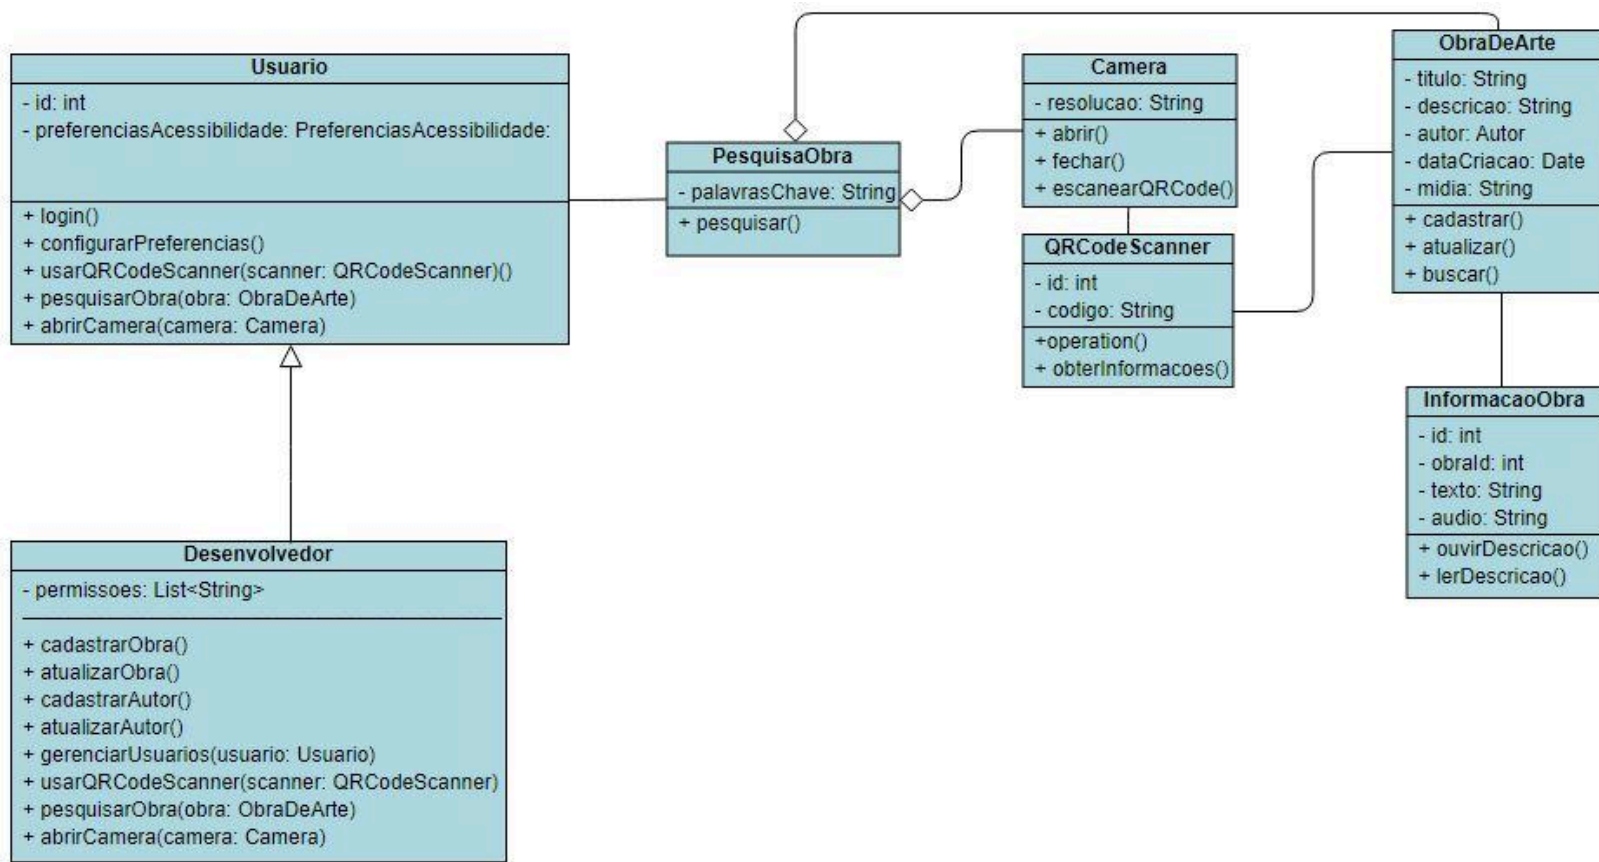 Usuario
- id: int
- preferenciasAcessibilidade: PreferenciasAcessibilidade:
+ login()
+ configurarPreferencias()
+ usarQRCodeScanner(scanner: QRCodeScanner)()
+ pesquisarObra(obra: ObraDeArte)
+ abrirCamera(camera: Camera)
PesquisaObra
- palavrasChave: String
+ pesquisar()
Camera
- resolucao: String
+ abrir()
+ fechar()
+ escanearQRCode()
QRCodeScanner
- id: int
- codigo: String
+operation()
+ obterInformacoes()
ObraDeArte
- titulo: String
- descricao: String
- autor: Autor
- dataCriacao: Date
- midia: String
+ cadastrar()
+ atualizar()
+ buscar()
InformacaoObra
- id: int
- obraId: int
- texto: String
- audio: String
+ ouvirDescricao()
+ lerDescricao()
Desenvolvedor
- permissoes: List<String>
+ cadastrarObra()
+ atualizarObra()
+ cadastrarAutor()
+ atualizarAutor()
+ gerenciarUsuarios(usuario: Usuario)
+ usarQRCodeScanner(scanner: QRCodeScanner)
+ pesquisarObra(obra: ObraDeArte)
+ abrirCamera(camera: Camera)